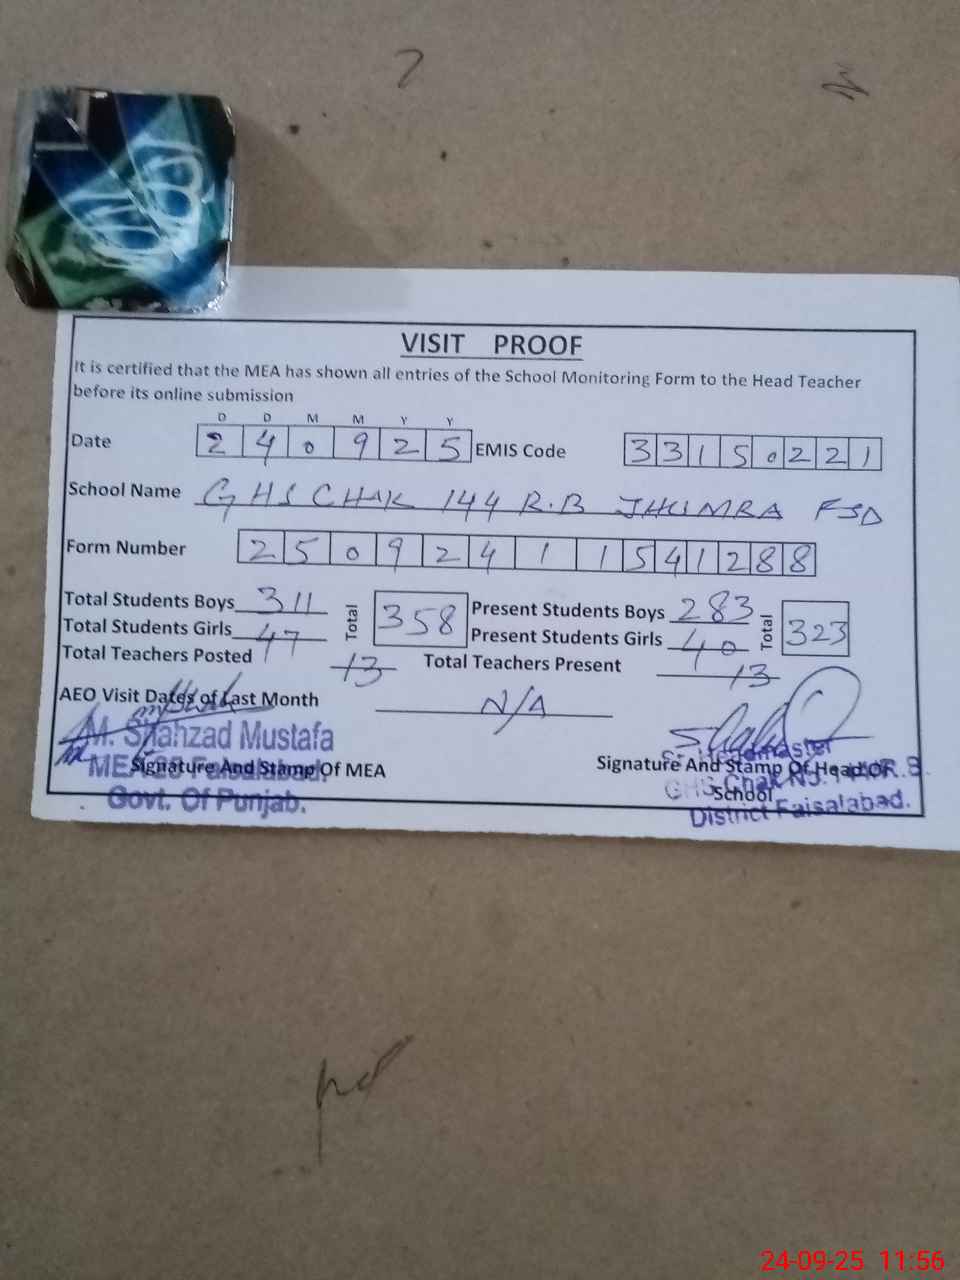 VISIT PROOF
It is certified that the MEA has shown all entries of the School Monitoring Form to the Head Teacher
before its online submission
D D M M Y Y
Date 2 4 0 9 2 5 EMIS Code 3 3 1 5 0 2 2 1
School Name GHS CHAK 144 R.B JHUMRA FSD
Form Number 2 5 0 9 2 4 1 1 5 4 1 2 8 8
Total Students Boys 311 Total 358 Present Students Boys 283 Total 323
Total Students Girls 47 Present Students Girls 40
Total Teachers Posted 13 Total Teachers Present 13
AEO Visit Dates of Last Month N/A
M. Shahzad Mustafa
MEA Faisalabad
Govt. Of Punjab.
Signature And Stamp Of MEA
Headmaster
Signature And Stamp Of Head OF
School
GHS Chak R.B.
District Faisalabad.
24-09-25 11:56